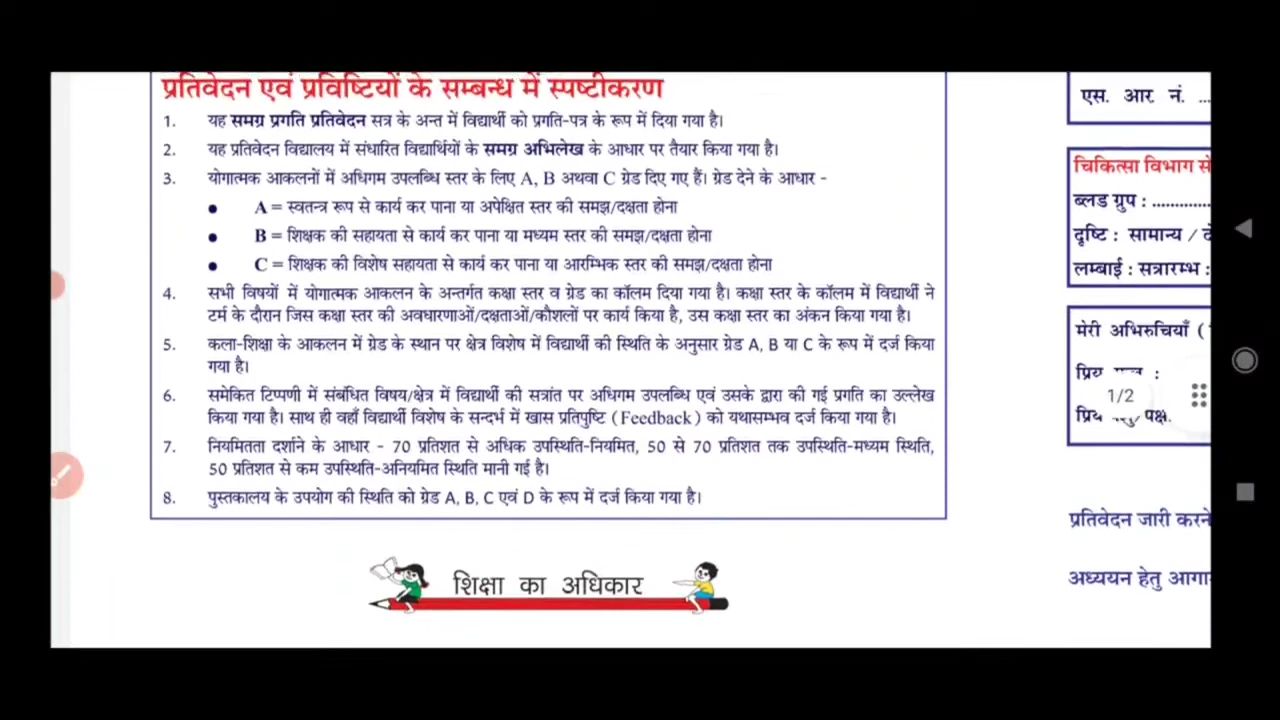 प्रतिवेदन एवं प्रविष्टियों के सम्बन्ध में स्पष्टीकरण
1. यह समग्र प्रगति प्रतिवेदन सत्र के अन्त में विद्यार्थी को प्रगति-पत्र के रूप में दिया गया है।
2. यह प्रतिवेदन विद्यालय में संधारित विद्यार्थियों के समग्र अभिलेख के आधार पर तैयार किया गया है।
3. योगात्मक आकलनों में अधिगम उपलब्धि स्तर के लिए A, B अथवा C ग्रेड दिए गए हैं। ग्रेड देने के आधार -
● A = स्वतन्त्र रूप से कार्य कर पाना या अपेक्षित स्तर की समझ/दक्षता होना
● B = शिक्षक की सहायता से कार्य कर पाना या मध्यम स्तर की समझ/दक्षता होना
● C = शिक्षक की विशेष सहायता से कार्य कर पाना या आरम्भिक स्तर की समझ/दक्षता होना
4. सभी विषयों में योगात्मक आकलन के अन्तर्गत कक्षा स्तर व ग्रेड का कॉलम दिया गया है। कक्षा स्तर के कॉलम में विद्यार्थी ने
टर्म के दौरान जिस कक्षा स्तर की अवधारणाओं/दक्षताओं/कौशलों पर कार्य किया है, उस कक्षा स्तर का अंकन किया गया है।
5. कला-शिक्षा के आकलन में ग्रेड के स्थान पर क्षेत्र विशेष में विद्यार्थी की स्थिति के अनुसार ग्रेड A, B या C के रूप में दर्ज किया
गया है।
6. समेकित टिप्पणी में संबंधित विषय/क्षेत्र में विद्यार्थी की सत्रांत पर अधिगम उपलब्धि एवं उसके द्वारा की गई प्रगति का उल्लेख
किया गया है। साथ ही वहाँ विद्यार्थी विशेष के सन्दर्भ में खास प्रतिपुष्टि (Feedback) को यथासम्भव दर्ज किया गया है।
7. नियमितता दर्शाने के आधार - 70 प्रतिशत से अधिक उपस्थिति-नियमित, 50 से 70 प्रतिशत तक उपस्थिति-मध्यम स्थिति,
50 प्रतिशत से कम उपस्थिति-अनियमित स्थिति मानी गई है।
8. पुस्तकालय के उपयोग की स्थिति को ग्रेड A, B, C एवं D के रूप में दर्ज किया गया है।
शिक्षा का अधिकार
एस. आर. नं. ...
चिकित्सा विभाग से
ब्लड ग्रुप : .............
दृष्टि : सामान्य /
लम्बाई : सत्रारम्भ :
मेरी अभिरुचियाँ (
प्रिय :
1/2
प्रतिवेदन जारी करने
अध्ययन हेतु